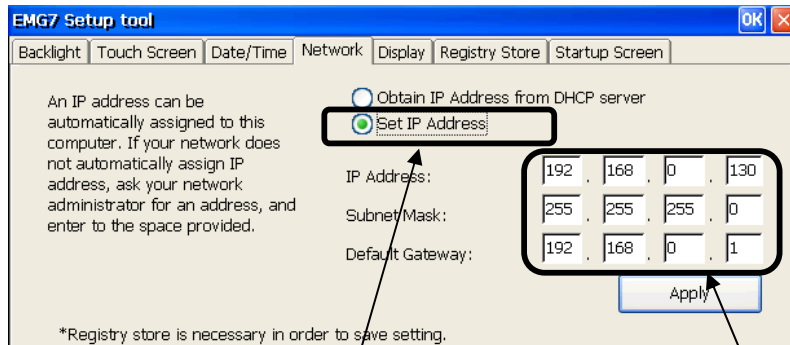 EMG7 Setup tool
OK
Backlight Touch Screen Date/Time Network Display Registry Store Startup Screen
An IP address can be
automatically assigned to this
computer. If your network does
not automatically assign IP
address, ask your network
administrator for an address, and
enter to the space provided.
Obtain IP Address from DHCP server
Set IP Address
IP Address: 192 . 168 . 0 . 130
Subnet Mask: 255 . 255 . 255 . 0
Default Gateway: 192 . 168 . 0 . 1
Apply
*Registry store is necessary in order to save setting.